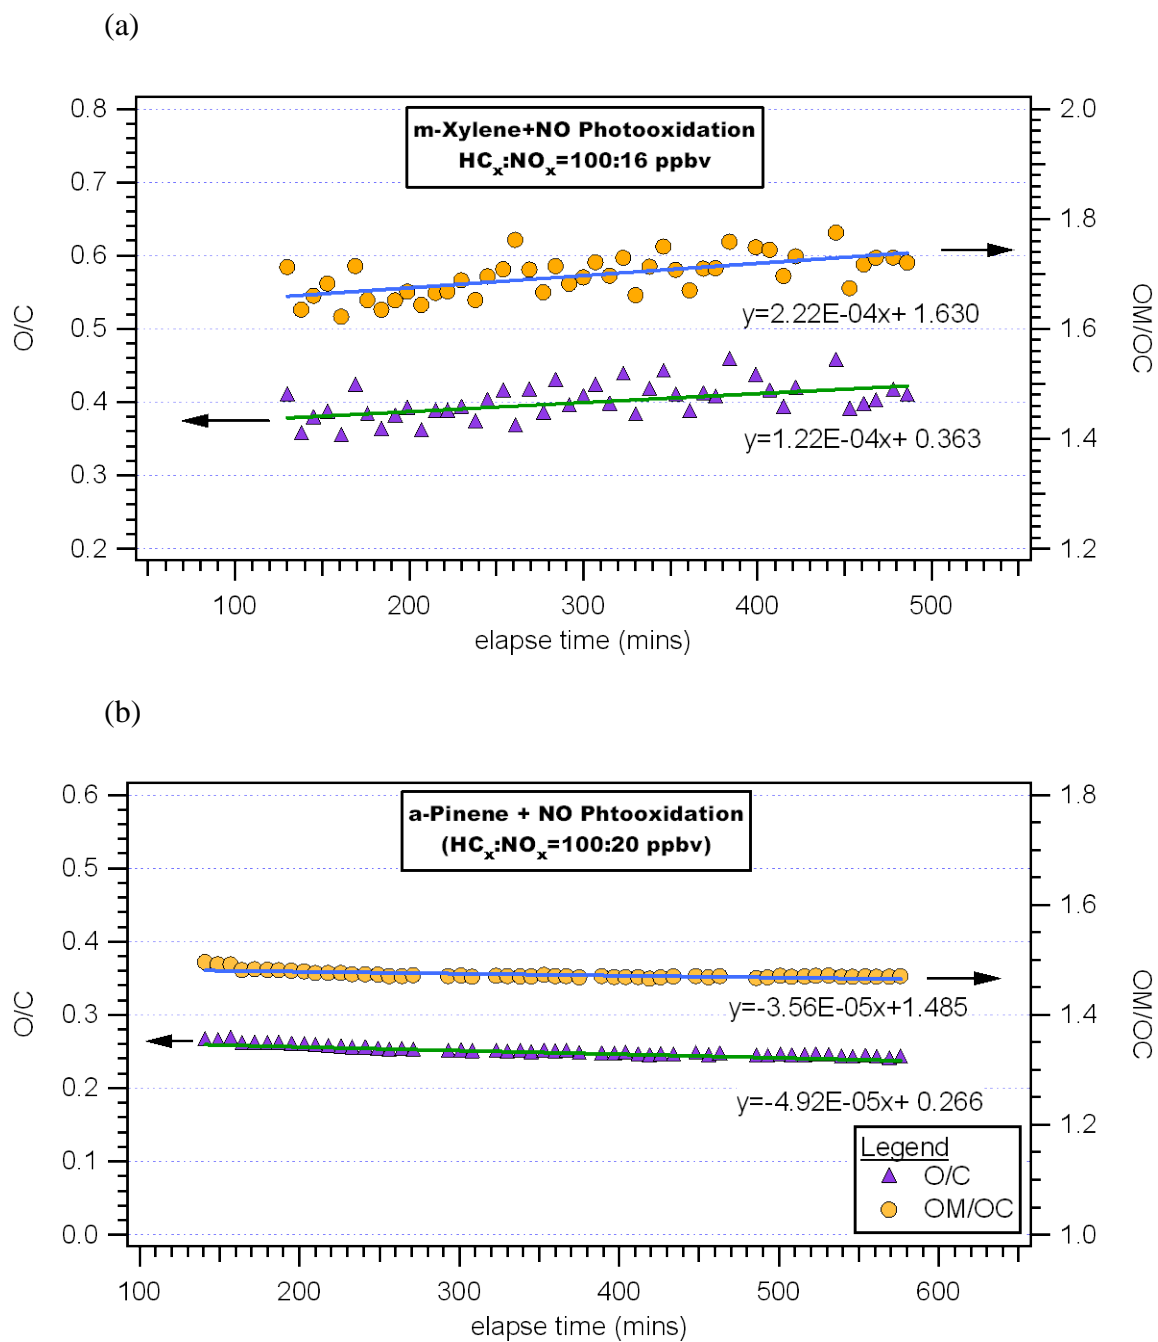 (a)
m-Xylene+NO Photooxidation
HCx:NOx=100:16 ppbv
0.8
0.7
0.6
0.5
0.4
0.3
0.2
O/C
2.0
1.8
1.6
1.4
1.2
OM/OC
y=2.22E-04x+ 1.630
y=1.22E-04x+ 0.363
100
200
300
400
500
elapse time (mins)
(b)
a-Pinene + NO Phtooxidation
(HCx:NOx=100:20 ppbv)
0.6
0.5
0.4
0.3
0.2
0.1
0.0
O/C
1.8
1.6
1.4
1.2
1.0
OM/OC
y=-3.56E-05x+1.485
y=-4.92E-05x+ 0.266
Legend
O/C
OM/OC
100
200
300
400
500
600
elapse time (mins)